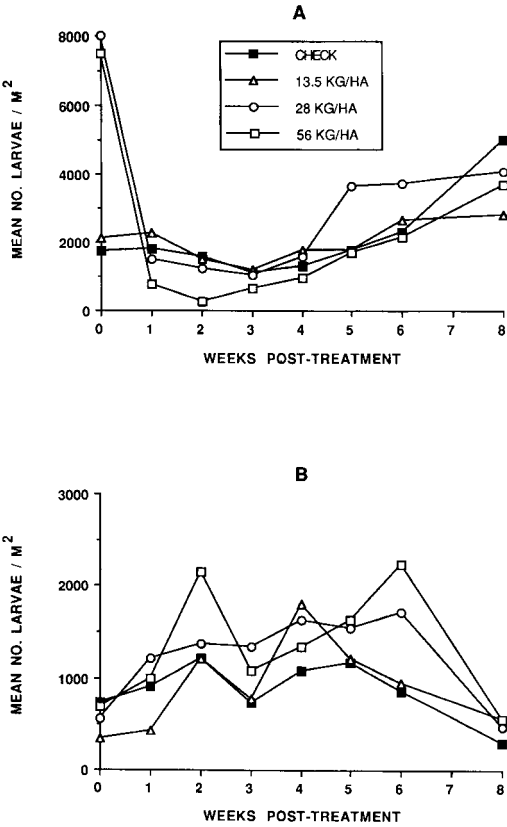 A
MEAN NO. LARVAE / M²
8000
6000
4000
2000
0
CHECK
13.5 KG/HA
28 KG/HA
56 KG/HA
0 1 2 3 4 5 6 7 8
WEEKS POST-TREATMENT
B
MEAN NO. LARVAE / M²
3000
2000
1000
0
0 1 2 3 4 5 6 7 8
WEEKS POST-TREATMENT